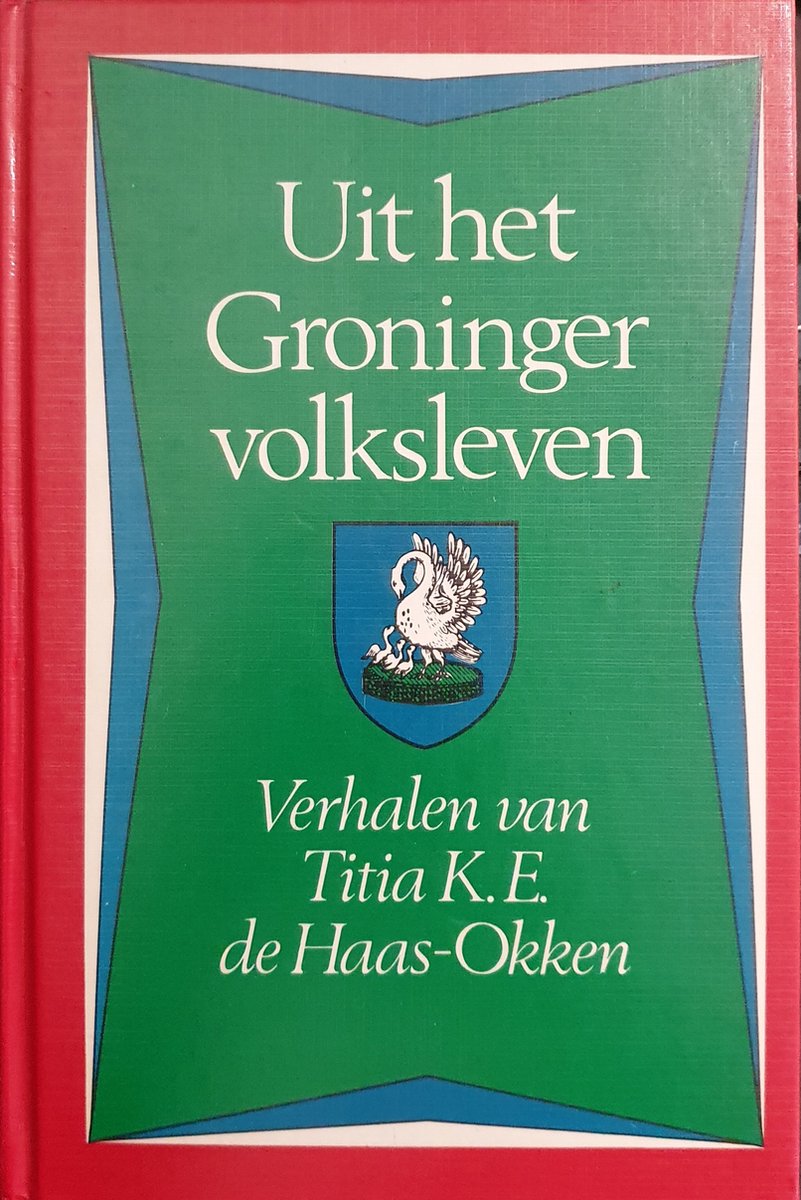 Uit het
Groninger
volksleven
Verhalen van
Titia K. E.
de Haas-Okken